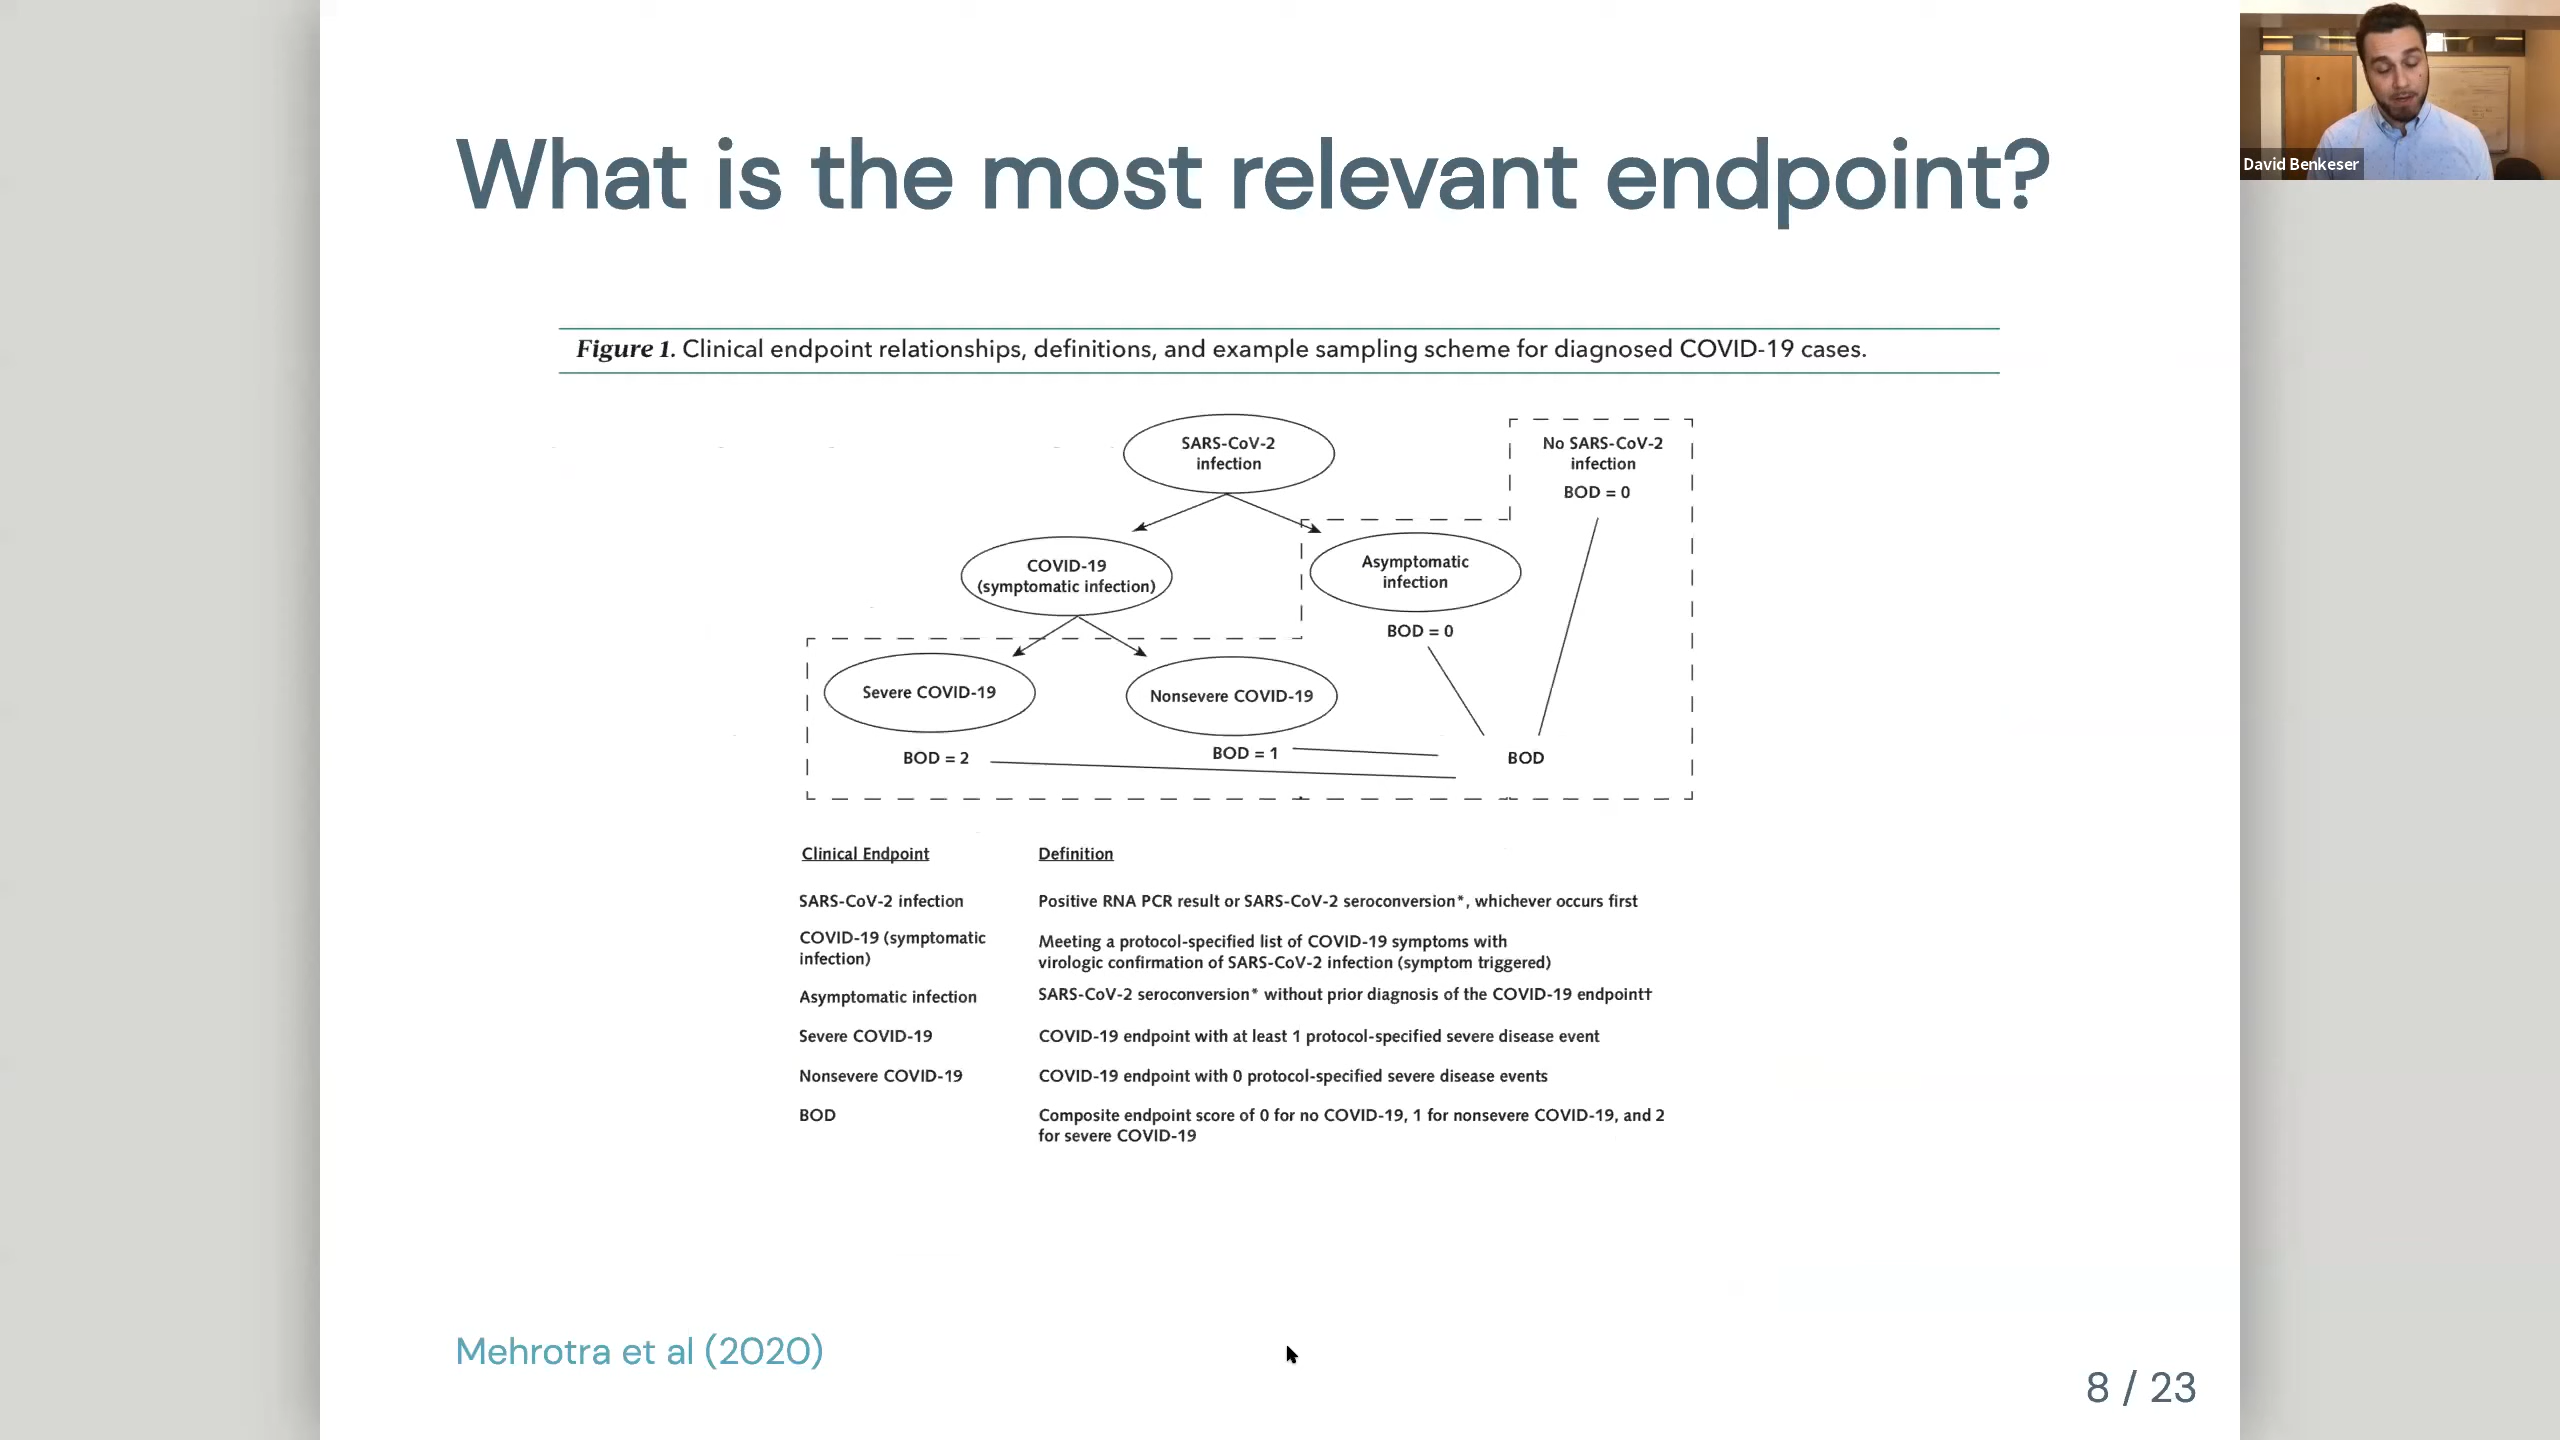 What is the most relevant endpoint?
David Benkeser
Figure 1. Clinical endpoint relationships, definitions, and example sampling scheme for diagnosed COVID-19 cases.
SARS-CoV-2
infection
No SARS-CoV-2
infection
BOD = 0
COVID-19
(symptomatic infection)
Asymptomatic
infection
BOD = 0
Severe COVID-19
Nonsevere COVID-19
BOD = 2
BOD = 1
BOD
Clinical Endpoint
Definition
SARS-CoV-2 infection
Positive RNA PCR result or SARS-CoV-2 seroconversion*, whichever occurs first
COVID-19 (symptomatic
infection)
Meeting a protocol-specified list of COVID-19 symptoms with
virologic confirmation of SARS-CoV-2 infection (symptom triggered)
Asymptomatic infection
SARS-CoV-2 seroconversion* without prior diagnosis of the COVID-19 endpoint†
Severe COVID-19
COVID-19 endpoint with at least 1 protocol-specified severe disease event
Nonsevere COVID-19
COVID-19 endpoint with 0 protocol-specified severe disease events
BOD
Composite endpoint score of 0 for no COVID-19, 1 for nonsevere COVID-19, and 2
for severe COVID-19
Mehrotra et al (2020)
8 / 23